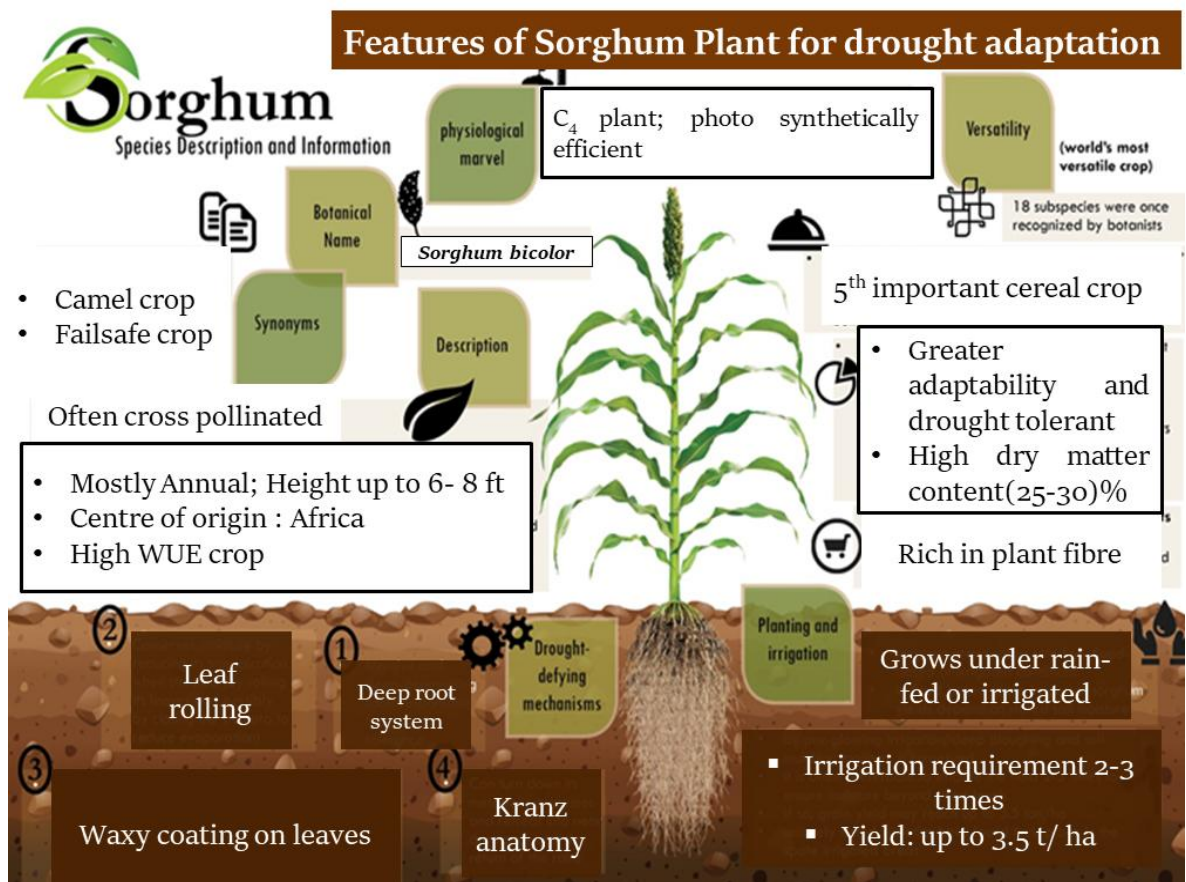 Features of Sorghum Plant for drought adaptation
Sorghum
Species Description and Information
physiological
marvel
C₄ plant; photo synthetically
efficient
Versatility
(world's most
versatile crop)
18 subspecies were once
recognized by botanists
Botanical
Name
Sorghum bicolor
• Camel crop
• Failsafe crop
Synonyms
Description
5th important cereal crop
• Greater
adaptability and
drought tolerant
• High dry matter
content(25-30)%
Often cross pollinated
• Mostly Annual; Height up to 6- 8 ft
• Centre of origin : Africa
• High WUE crop
Rich in plant fibre
2
Leaf
rolling
1
Deep root
system
Drought-
defying
mechanisms
Planting and
irrigation
Grows under rain-
fed or irrigated
3
Waxy coating on leaves
4
Kranz
anatomy
▪ Irrigation requirement 2-3
times
▪ Yield: up to 3.5 t/ ha